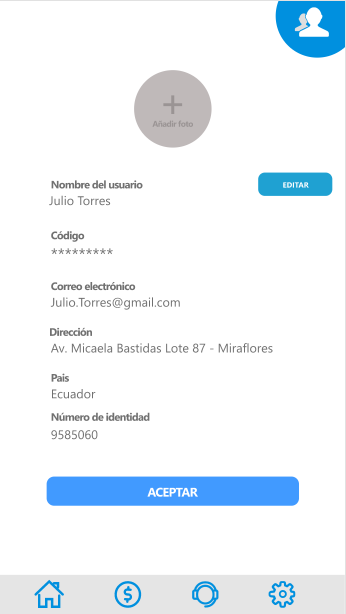 Añadir foto
Nombre del usuario
EDITAR
Julio Torres
Código
*********
Correo electrónico
Julio.Torres@gmail.com
Dirección
Av. Micaela Bastidas Lote 87 - Miraflores
Pais
Ecuador
Número de identidad
9585060
ACEPTAR
$